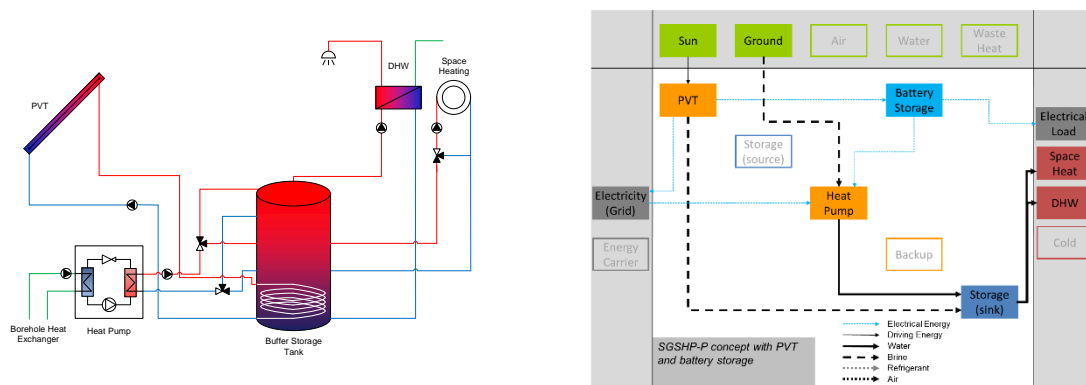 PVT
DHW
Space
Heating
Borehole Heat
Exchanger
Heat Pump
Buffer Storage
Tank
Sun
Ground
Air
Water
Waste
Heat
PVT
Battery
Storage
Electrical
Load
Storage
(source)
Space
Heat
Electricity
(Grid)
Heat
Pump
DHW
Energy
Carrier
Backup
Cold
Storage
(sink)
SGSHP-P concept with PVT
and battery storage
Electrical Energy
Driving Energy
Water
Brine
Refrigerant
Air